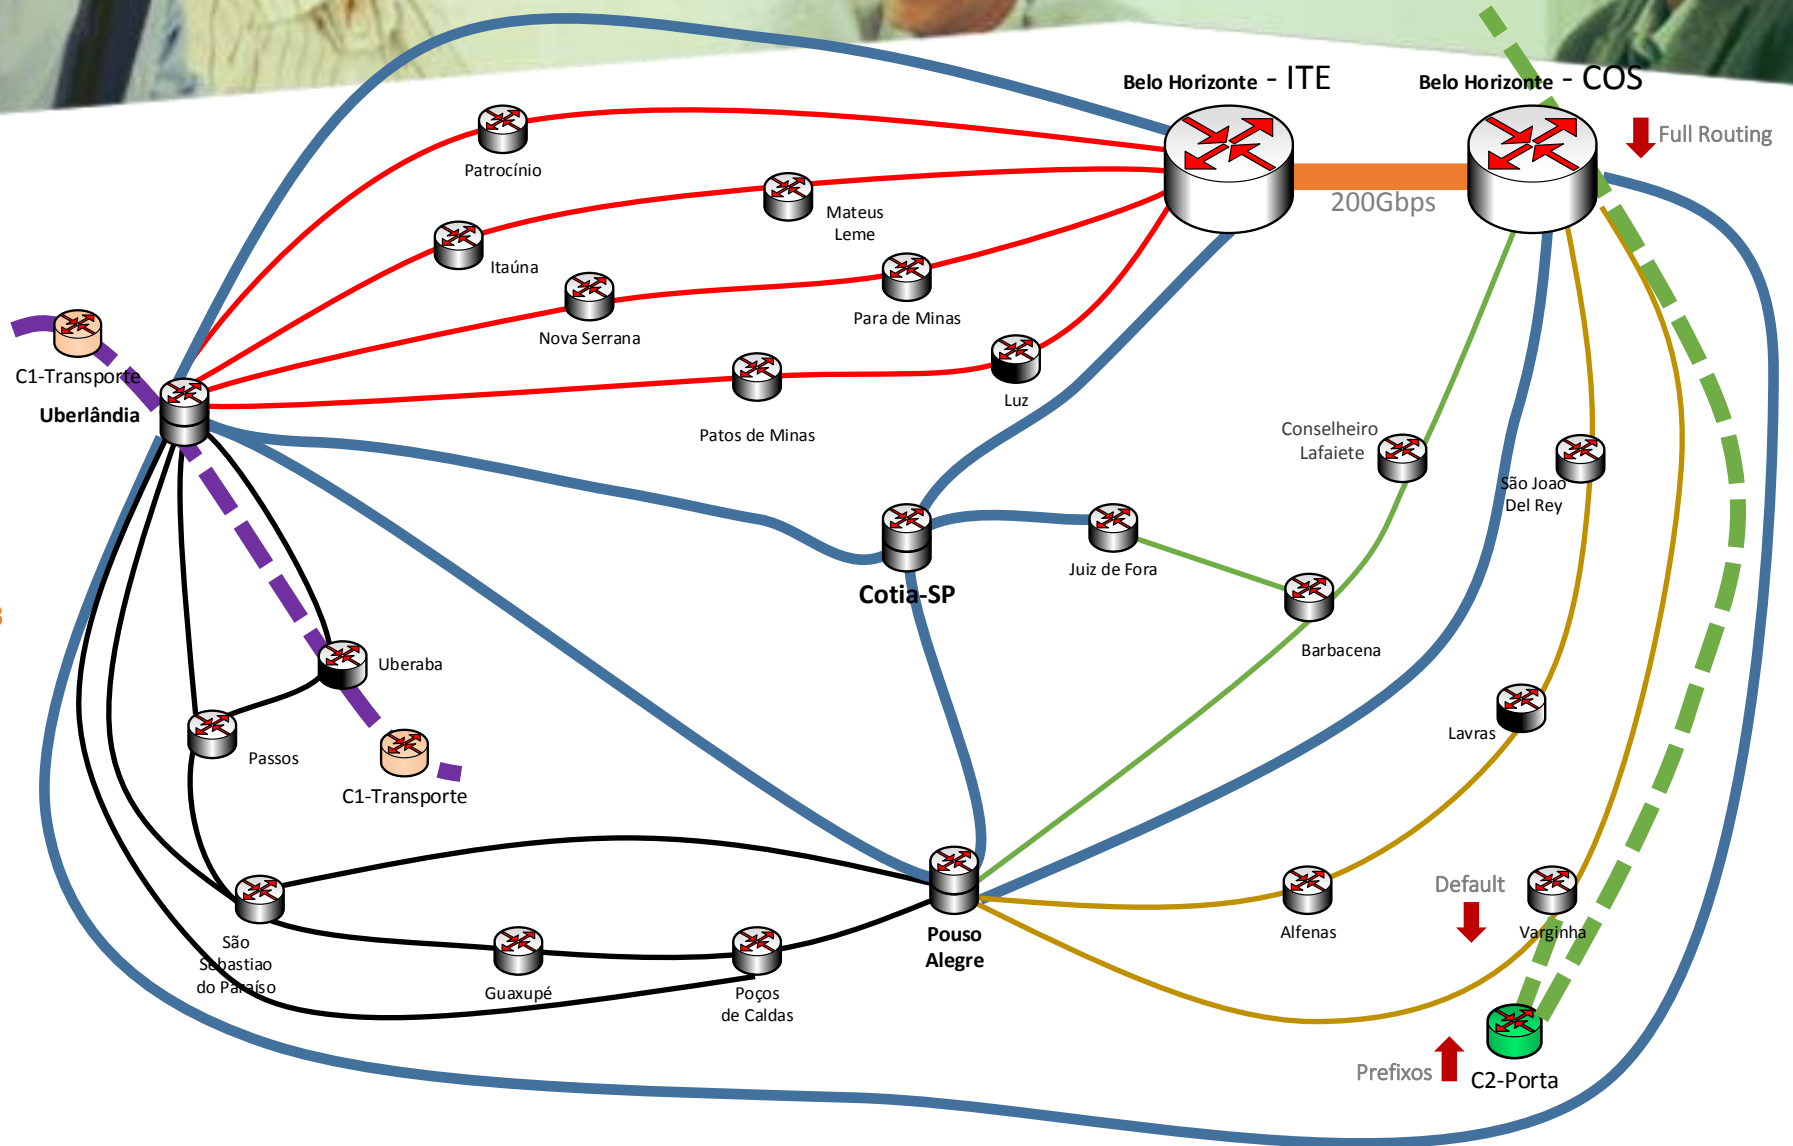 Belo Horizonte - ITE
Belo Horizonte - COS
Full Routing
200Gbps
Patrocínio
Mateus
Leme
Itaúna
Nova Serrana
Para de Minas
C1-Transporte
Uberlândia
Luz
Patos de Minas
Conselheiro
Lafaiete
São Joao
Del Rey
Juiz de Fora
Cotia-SP
Barbacena
Uberaba
Passos
Lavras
C1-Transporte
Default
Pouso
Alegre
Alfenas
Varginha
São
Sebastiao
do Paraíso
Guaxupé
Poços
de Caldas
Prefixos
C2-Porta